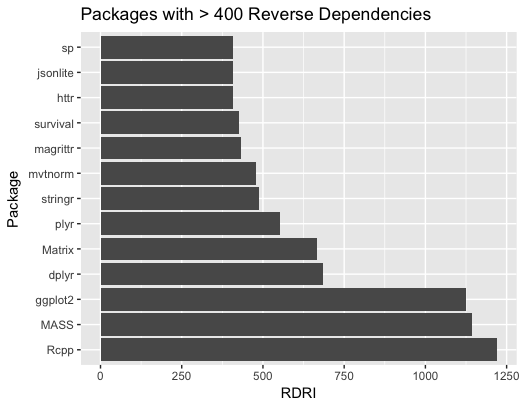 Packages with > 400 Reverse Dependencies
Package
sp
jsonlite
httr
survival
magrittr
mvtnorm
stringr
plyr
Matrix
dplyr
ggplot2
MASS
Rcpp
0 250 500 750 1000 1250
RDRI